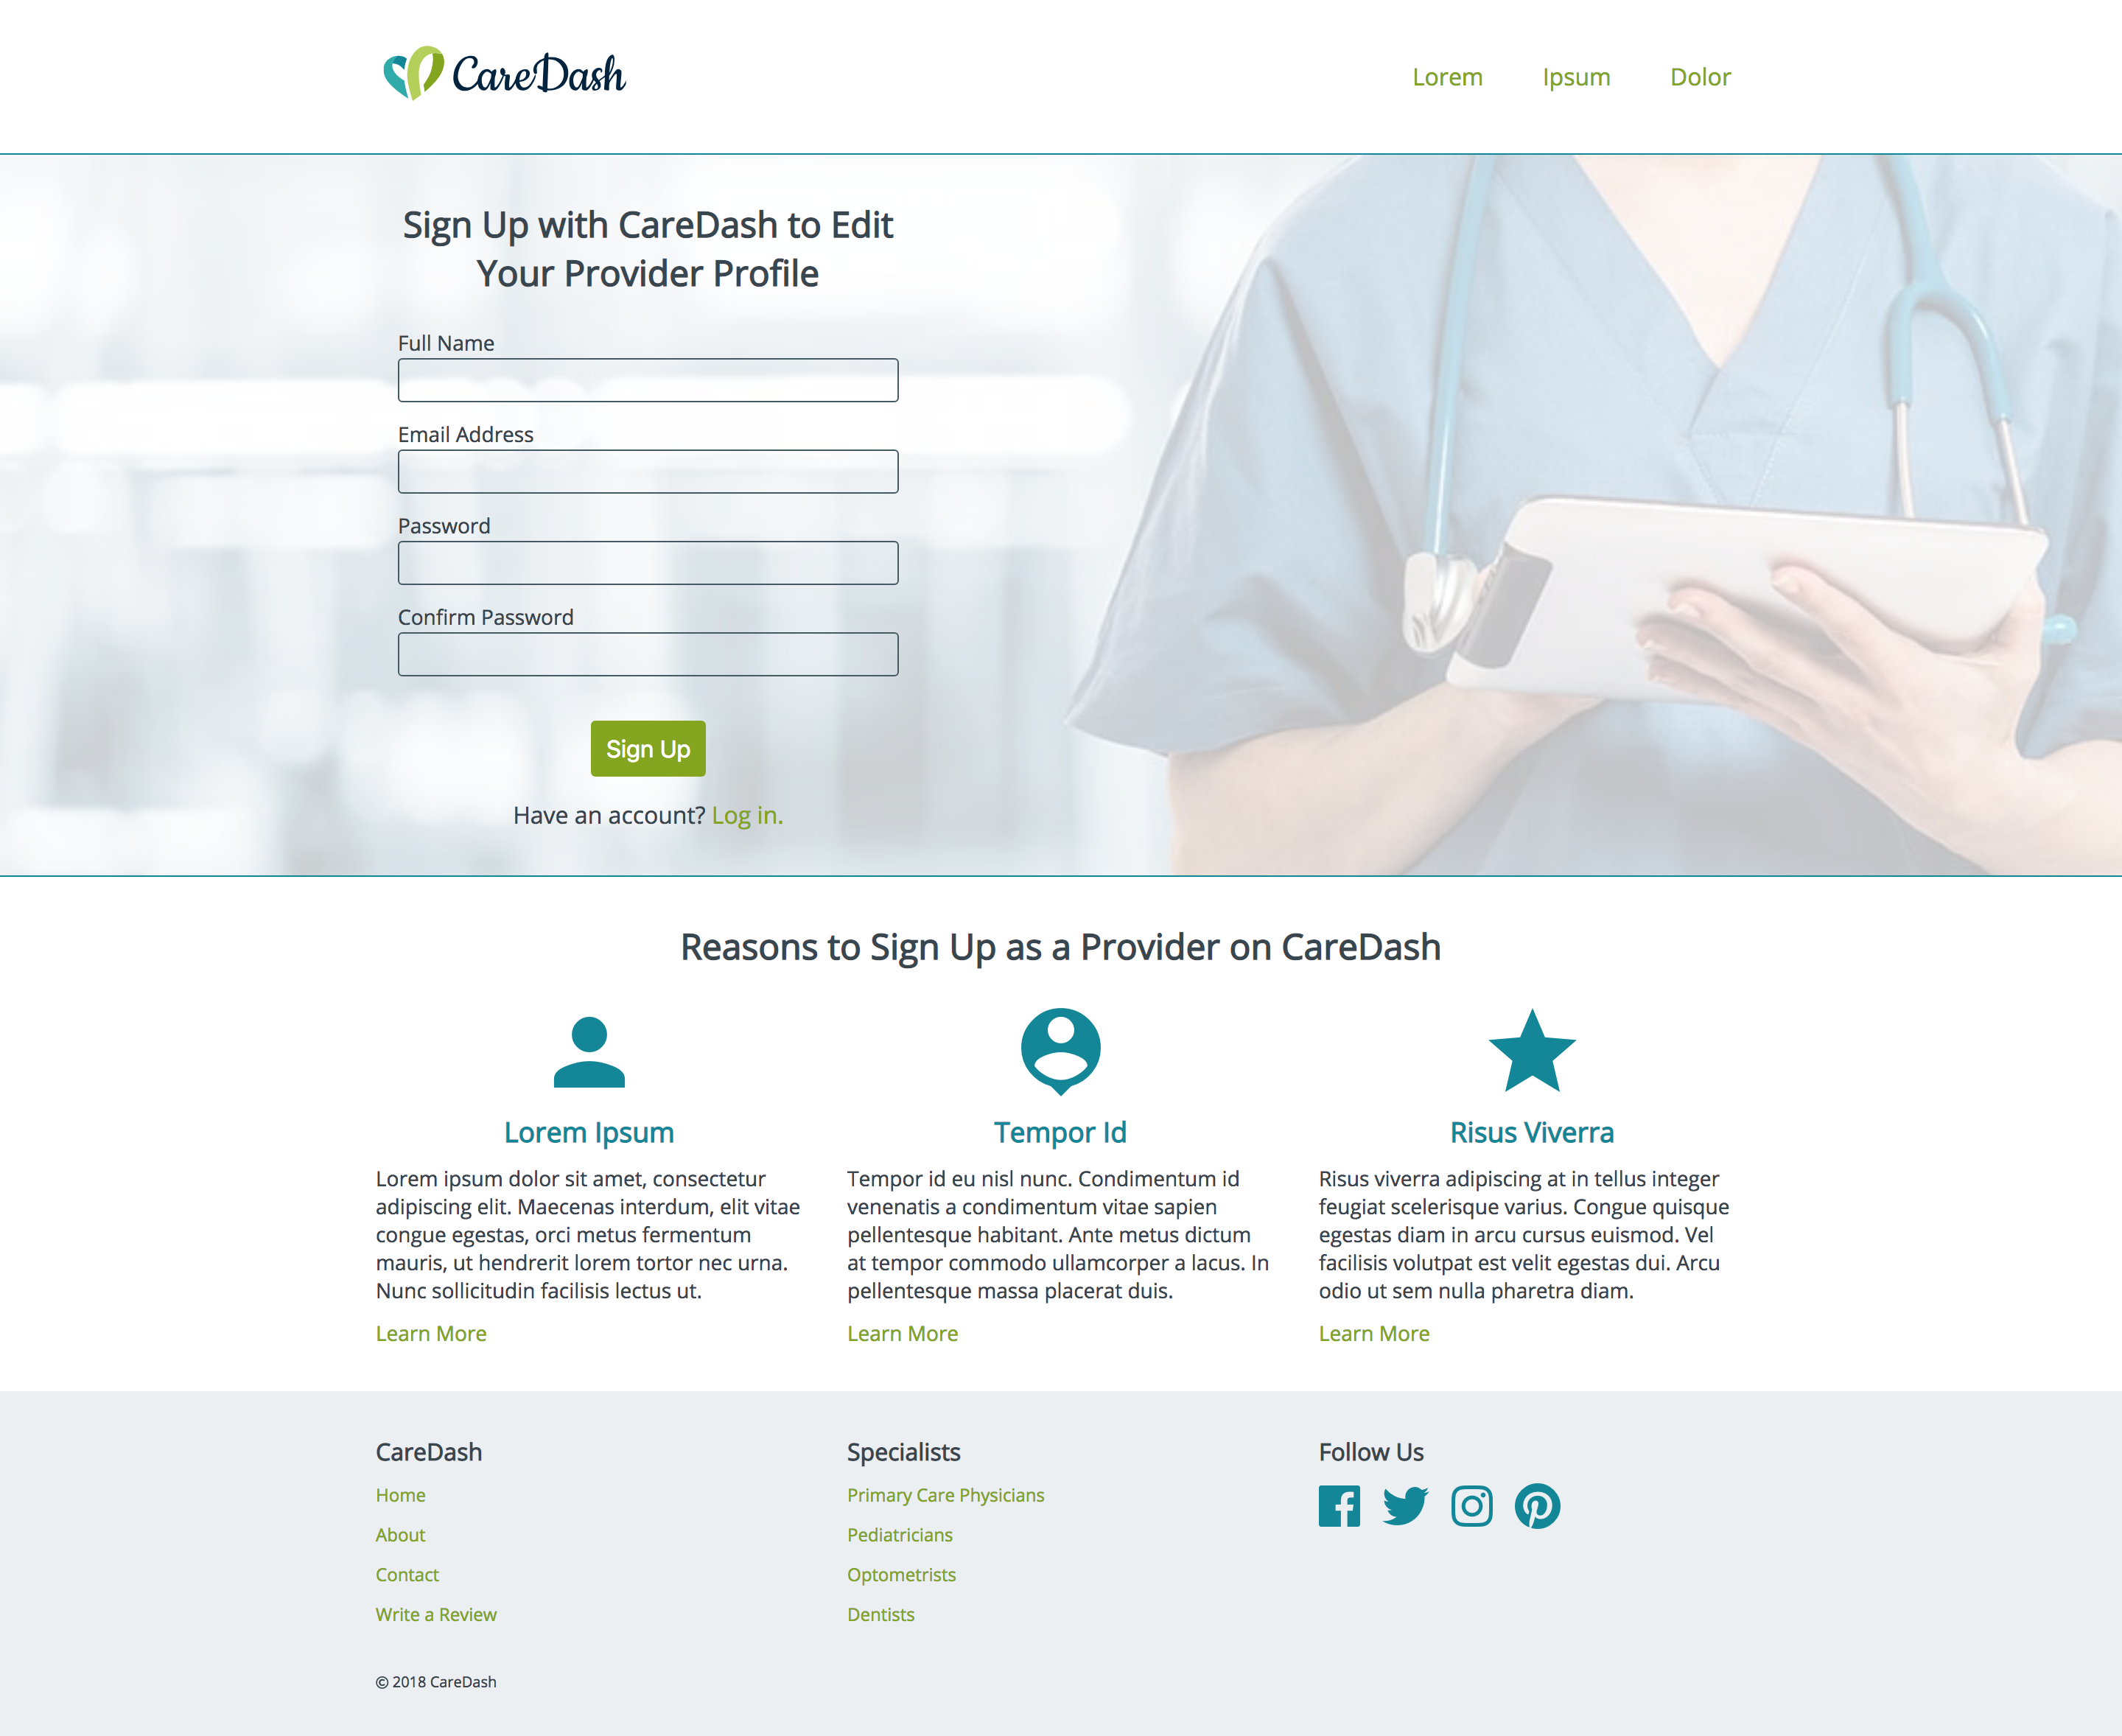 CareDash
Lorem Ipsum Dolor
Sign Up with CareDash to Edit
Your Provider Profile
Full Name
Email Address
Password
Confirm Password
Sign Up
Have an account? Log in.
Reasons to Sign Up as a Provider on CareDash
Lorem Ipsum
Lorem ipsum dolor sit amet, consectetur
adipiscing elit. Maecenas interdum, elit vitae
congue egestas, orci metus fermentum
mauris, ut hendrerit lorem tortor nec urna.
Nunc sollicitudin facilisis lectus ut.
Learn More
Tempor Id
Tempor id eu nisl nunc. Condimentum id
venenatis a condimentum vitae sapien
pellentesque habitant. Ante metus dictum
at tempor commodo ullamcorper a lacus. In
pellentesque massa placerat duis.
Learn More
Risus Viverra
Risus viverra adipiscing at in tellus integer
feugiat scelerisque varius. Congue quisque
egestas diam in arcu cursus euismod. Vel
facilisis volutpat est velit egestas dui. Arcu
odio ut sem nulla pharetra diam.
Learn More
CareDash
Home
About
Contact
Write a Review
Specialists
Primary Care Physicians
Pediatricians
Optometrists
Dentists
Follow Us
© 2018 CareDash